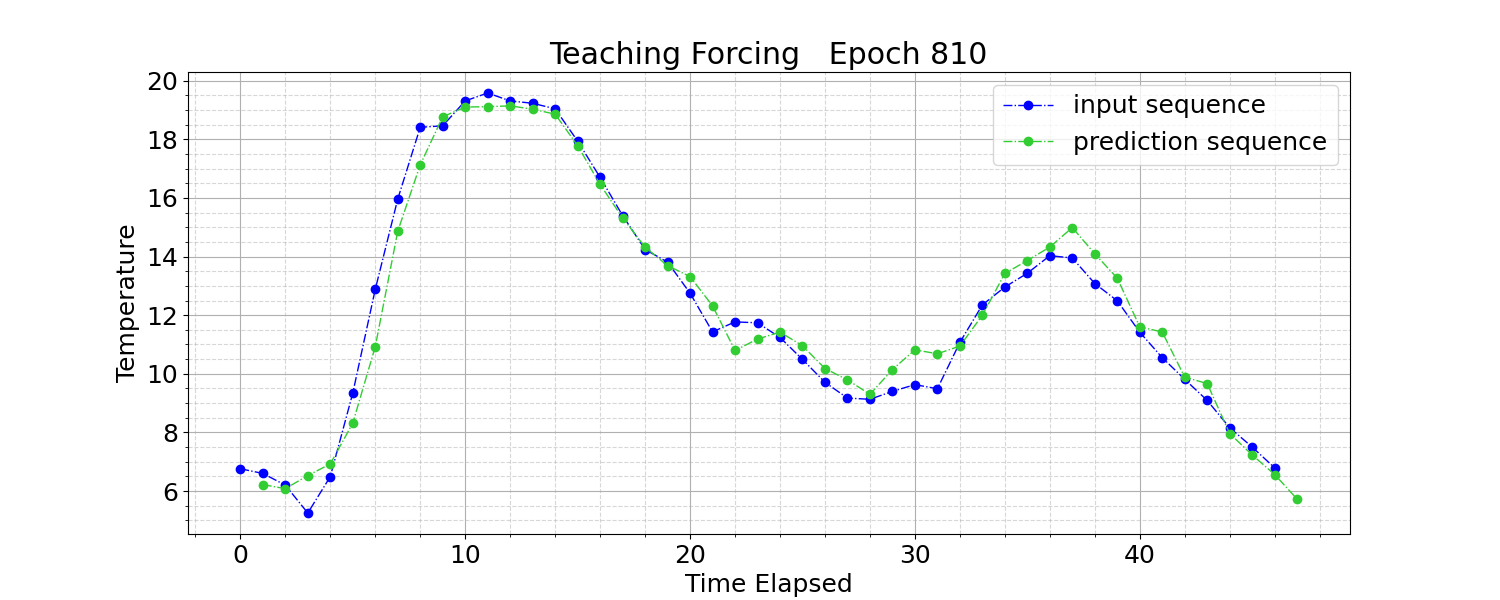 Teaching Forcing   Epoch 810
input sequence
prediction sequence
Temperature
20
18
16
14
12
10
8
6
0 10 20 30 40
Time Elapsed